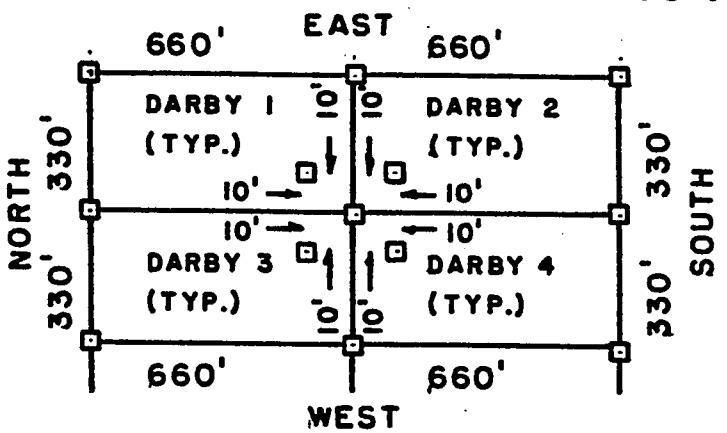 EAST
660' 660'
DARBY 1
(TYP.)
10' 10'
DARBY 2
(TYP.)
330' 330'
NORTH
SOUTH
10' 10'
10' 10'
DARBY 3
(TYP.)
10' 10'
DARBY 4
(TYP.)
330' 330'
660' 660'
WEST